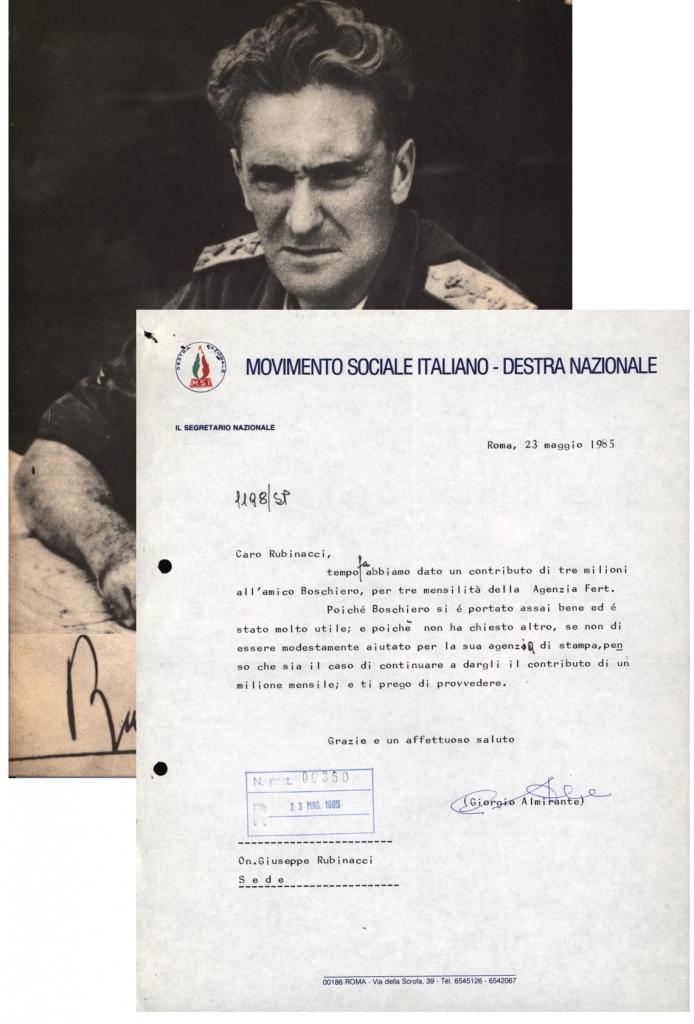 DESTRA NAZIONALE
M.S.I.
MOVIMENTO SOCIALE ITALIANO - DESTRA NAZIONALE
IL SEGRETARIO NAZIONALE
Roma, 23 maggio 1985
1198/SP
Caro Rubinacci,
tempo fa abbiamo dato un contributo di tre milioni
all'amico Boschiero, per tre mensilità della Agenzia Fert.
Poiché Boschiero si é portato assai bene ed é
stato molto utile; e poichè non ha chiesto altro, se non di
essere modestamente aiutato per la sua agenzia di stampa,pen
so che sia il caso di continuare a dargli il contributo di un
milione mensile; e ti prego di provvedere.
Grazie e un affettuoso saluto
N. prot. 00350
23 MAG. 1985
(Giorgio Almirante)
On.Giuseppe Rubinacci
Sede
00186 ROMA - Via della Scrofa, 39 - Tel. 6545126 - 6542067